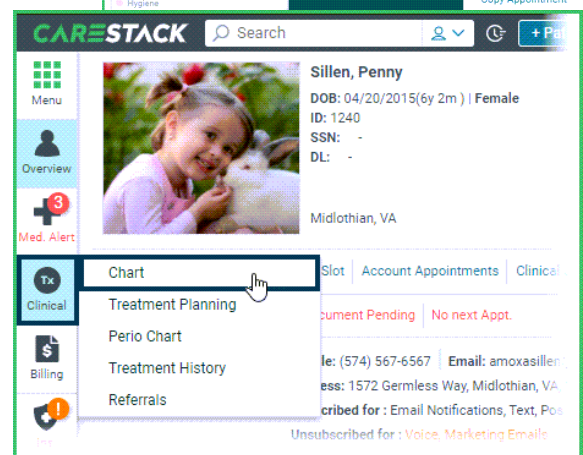 Hygiene
Copy Appointment
CARESTACK
Search
+ Pa
Menu
Overview
3
Med. Alert
Tx
Clinical
$
Billing
!
Ins
Sillen, Penny
DOB: 04/20/2015(6y 2m ) | Female
ID: 1240
SSN: -
DL: -
Midlothian, VA
Chart
Treatment Planning
Perio Chart
Treatment History
Referrals
Slot | Account Appointments | Clinical
cument Pending | No next Appt.
le: (574) 567-6567 | Email: amoxasillen
ess: 1572 Germless Way, Midlothian, VA
cribed for : Email Notifications, Text, Pos
Unsubscribed for : Voice, Marketing Emails